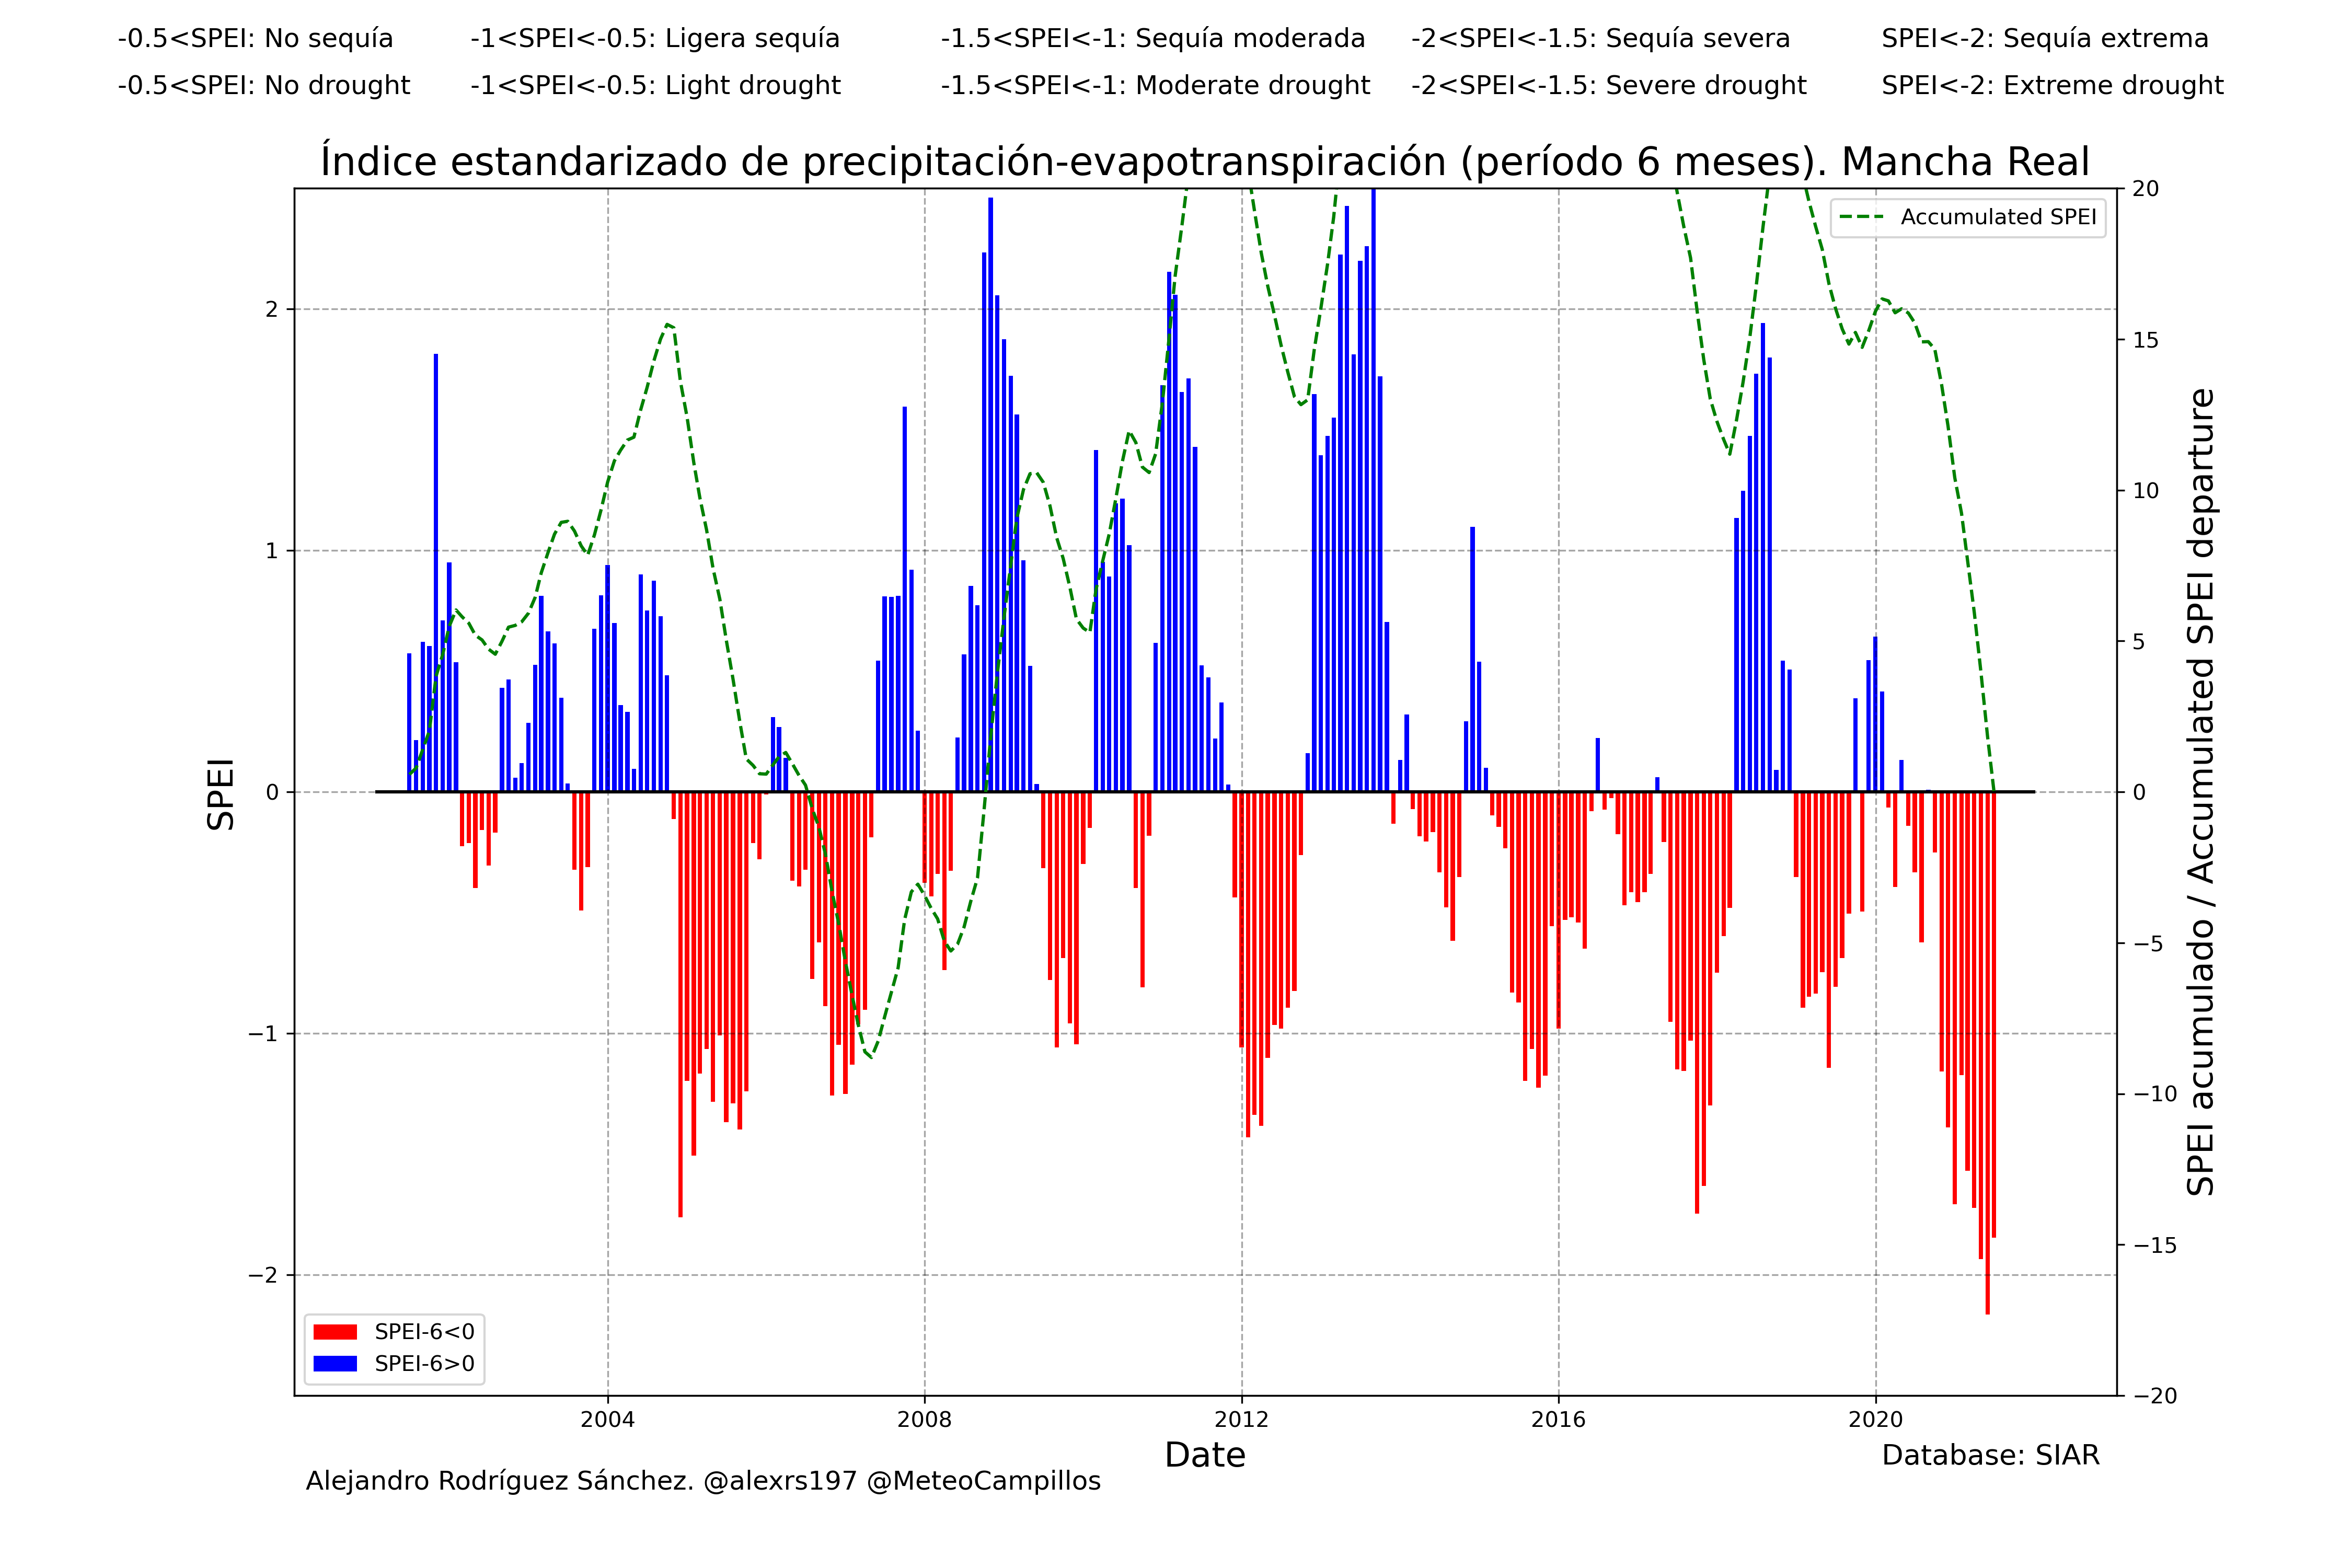 -0.5<SPEI: No sequía -1<SPEI<-0.5: Ligera sequía -1.5<SPEI<-1: Sequía moderada -2<SPEI<-1.5: Sequía severa SPEI<-2: Sequía extrema
-0.5<SPEI: No drought -1<SPEI<-0.5: Light drought -1.5<SPEI<-1: Moderate drought -2<SPEI<-1.5: Severe drought SPEI<-2: Extreme drought
Índice estandarizado de precipitación-evapotranspiración (período 6 meses). Mancha Real
Accumulated SPEI
SPEI
2
1
0
−1
−2
20
15
10
5
0
−5
−10
−15
−20
SPEI acumulado / Accumulated SPEI departure
SPEI-6<0
SPEI-6>0
2004 2008 2012 2016 2020
Date
Database: SIAR
Alejandro Rodríguez Sánchez. @alexrs197 @MeteoCampillos